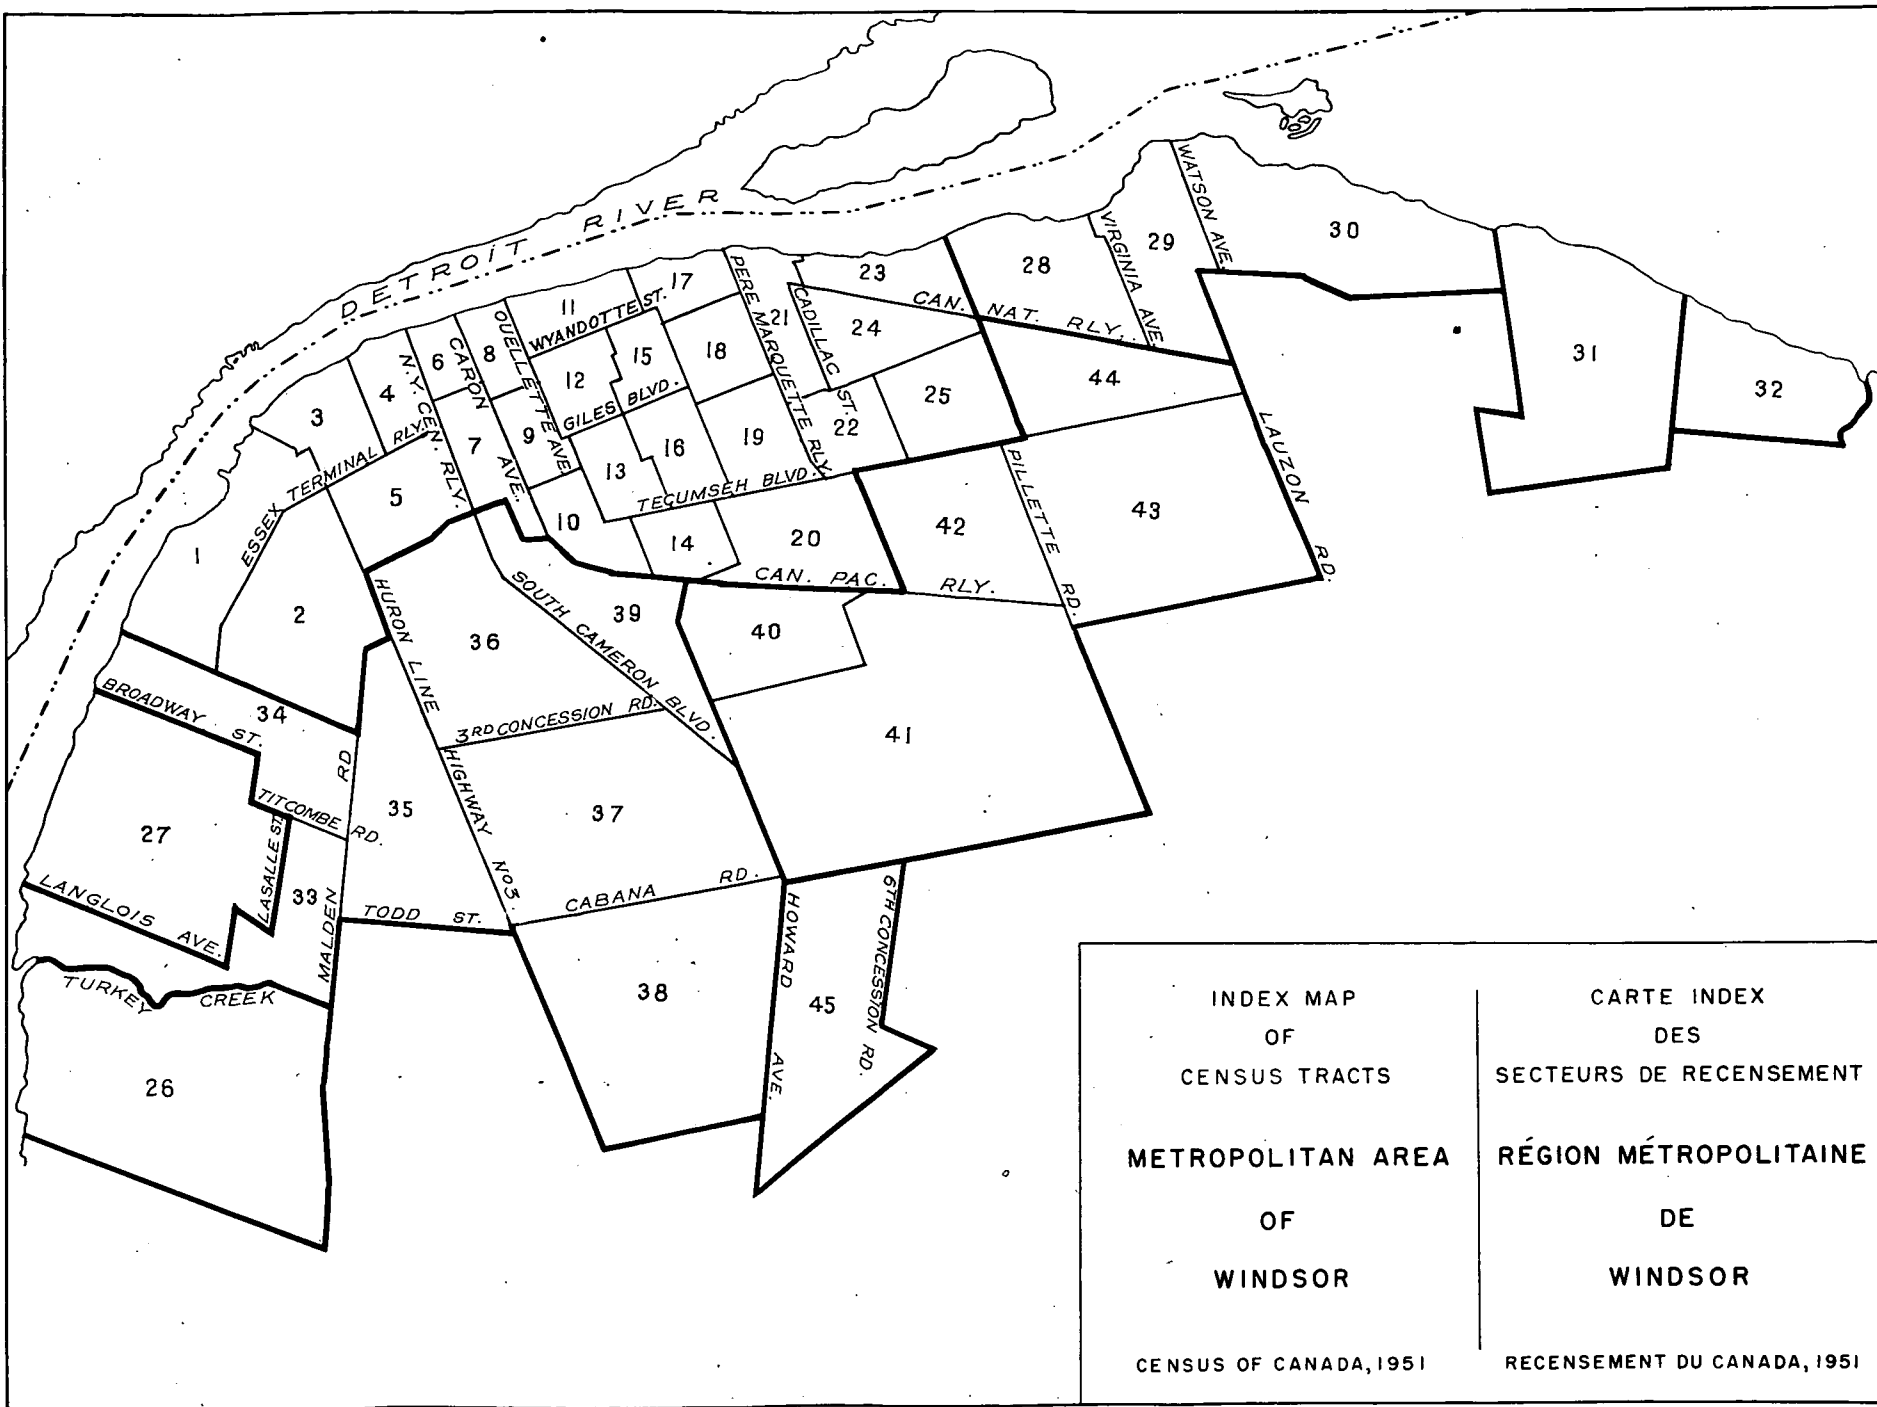 DETROIT RIVER
WATSON AVE.
VIRGINIA AVE.
30
29
28
23
17
PERE MARQUETTE RLY.
CADILLAC ST.
CAN. NAT. RLY.
21
24
11
WYANDOTTE ST.
OUELLETTE AVE.
8
6
CARON AVE.
N.Y. CEN. RLY.
31
15
18
12
GILES BLVD.
44
32
25
4
3
22
LAUZON RD.
9
7
19
16
13
TECUMSEH BLVD.
ESSEX TERMINAL RLY.
5
PILLETTE RD.
43
42
10
14
20
1
CAN. PAC. RLY.
HURON LINE
SOUTH CAMERON BLVD.
2
39
40
36
BROADWAY ST.
34
3RD CONCESSION RD.
41
MALDEN RD
HIGHWAY No3.
TITCOMBE RD.
35
37
27
LASALLE ST.
LANGLOIS AVE.
33
TODD ST.
CABANA RD.
HOWARD AVE.
6TH CONCESSION RD.
TURKEY CREEK
38
45
26
INDEX MAP
OF
CENSUS TRACTS
METROPOLITAN AREA
OF
WINDSOR
CENSUS OF CANADA, 1951
CARTE INDEX
DES
SECTEURS DE RECENSEMENT
RÉGION MÉTROPOLITAINE
DE
WINDSOR
RECENSEMENT DU CANADA, 1951